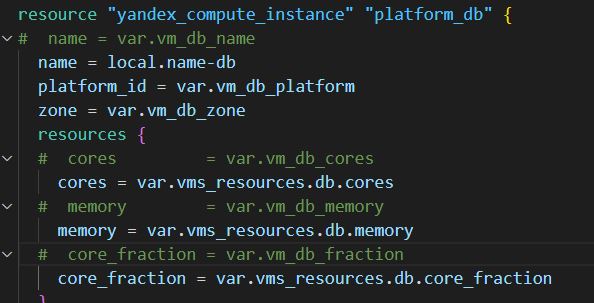 resource "yandex_compute_instance" "platform_db" {
#  name = var.vm_db_name
  name = local.name-db
  platform_id = var.vm_db_platform
  zone = var.vm_db_zone
  resources {
  #  cores         = var.vm_db_cores
    cores = var.vms_resources.db.cores
  #  memory        = var.vm_db_memory
    memory = var.vms_resources.db.memory
  #  core_fraction = var.vm_db_fraction
    core_fraction = var.vms_resources.db.core_fraction
  }